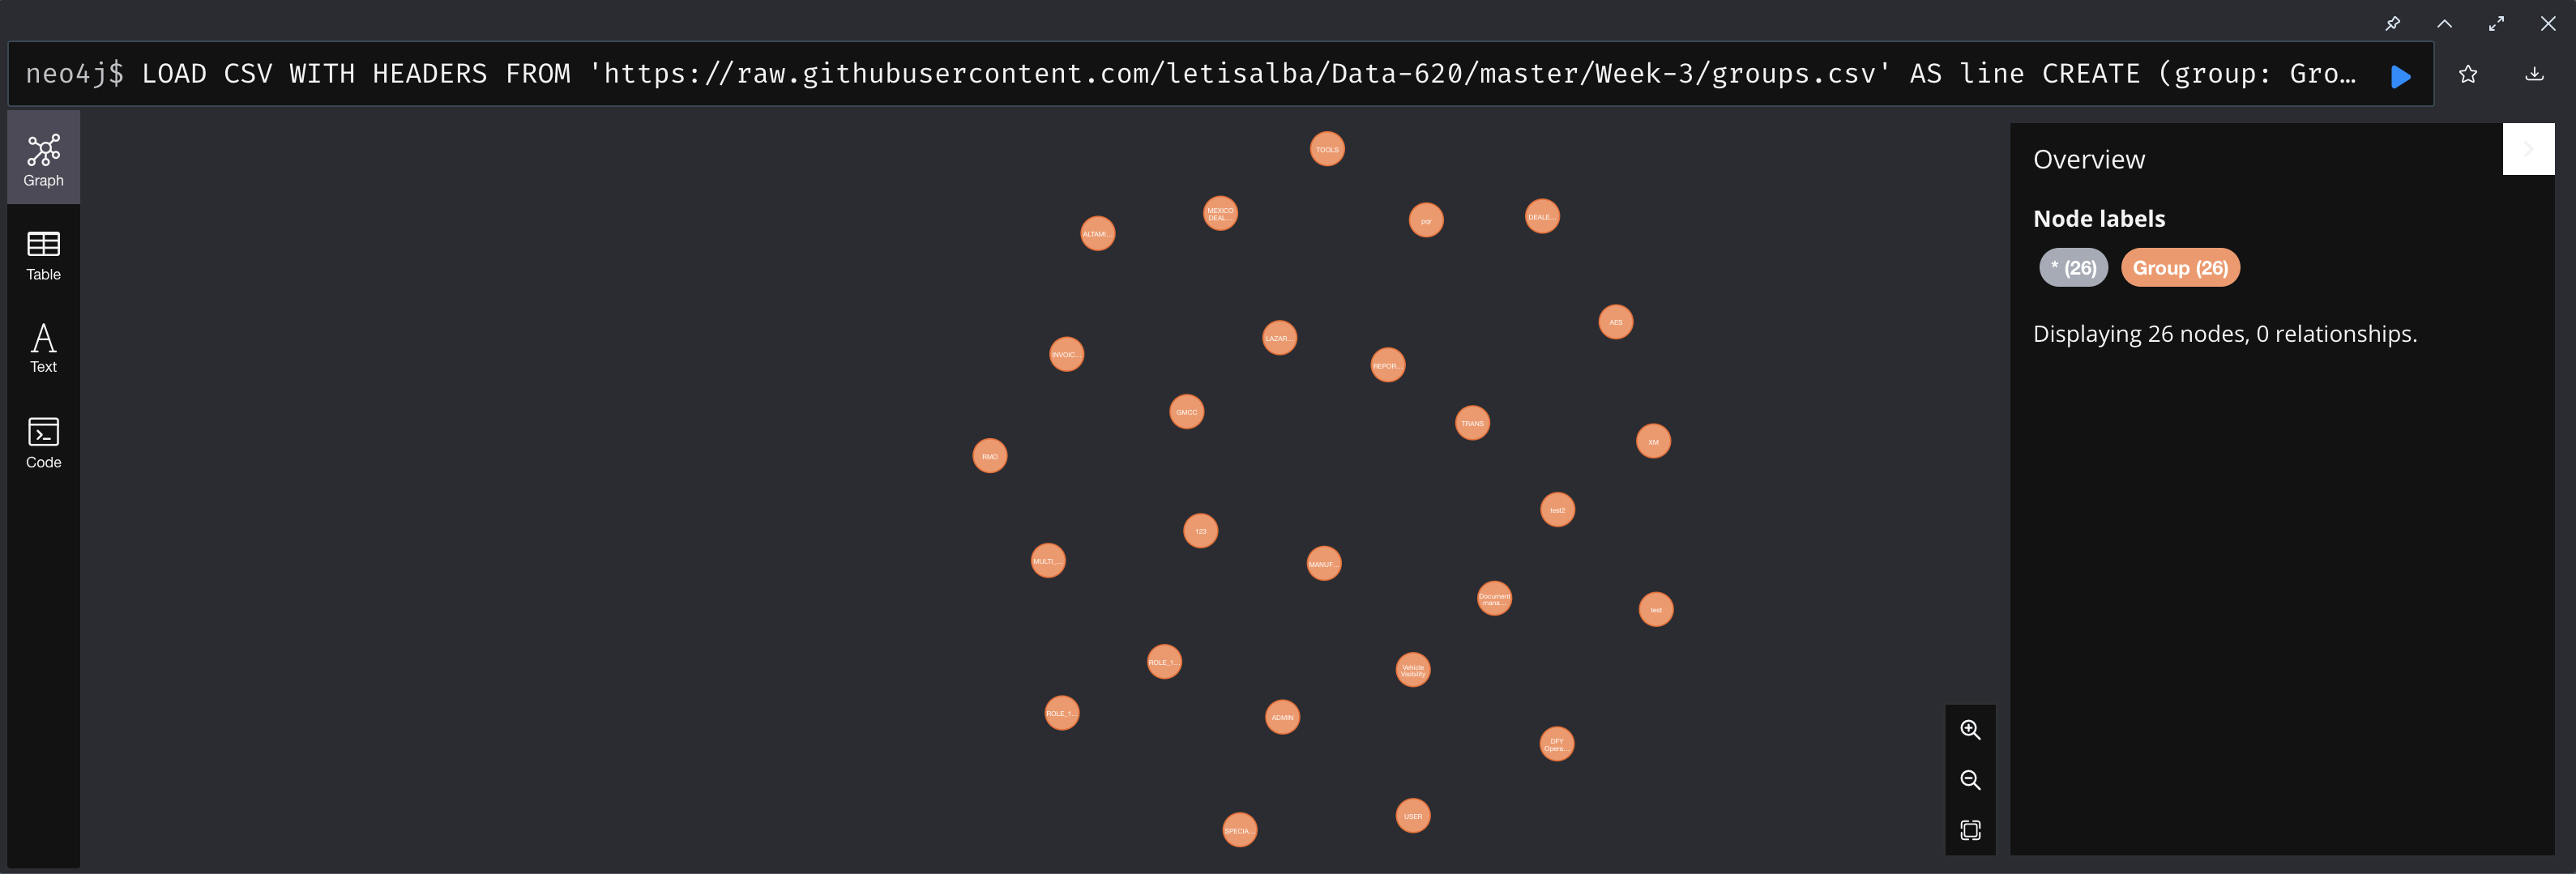 neo4j$ LOAD CSV WITH HEADERS FROM 'https://raw.githubusercontent.com/letisalba/Data-620/master/Week-3/groups.csv' AS line CREATE (group: Gro…
Graph
Table
Text
Code
TOOLS
MEXICO
DEAL...
ALTAMI...
pqr
DEALE...
AES
LAZAR...
INVOIC...
REPOR...
GMCC
TRANS
XM
RMO
test2
123
MULTI_...
MANUF...
Document
mana...
test
ROLE_1...
Vehicle
Visibility
ROLE_1...
ADMIN
DFY
Opera...
USER
SPECIA...
Overview
Node labels
* (26) Group (26)
Displaying 26 nodes, 0 relationships.